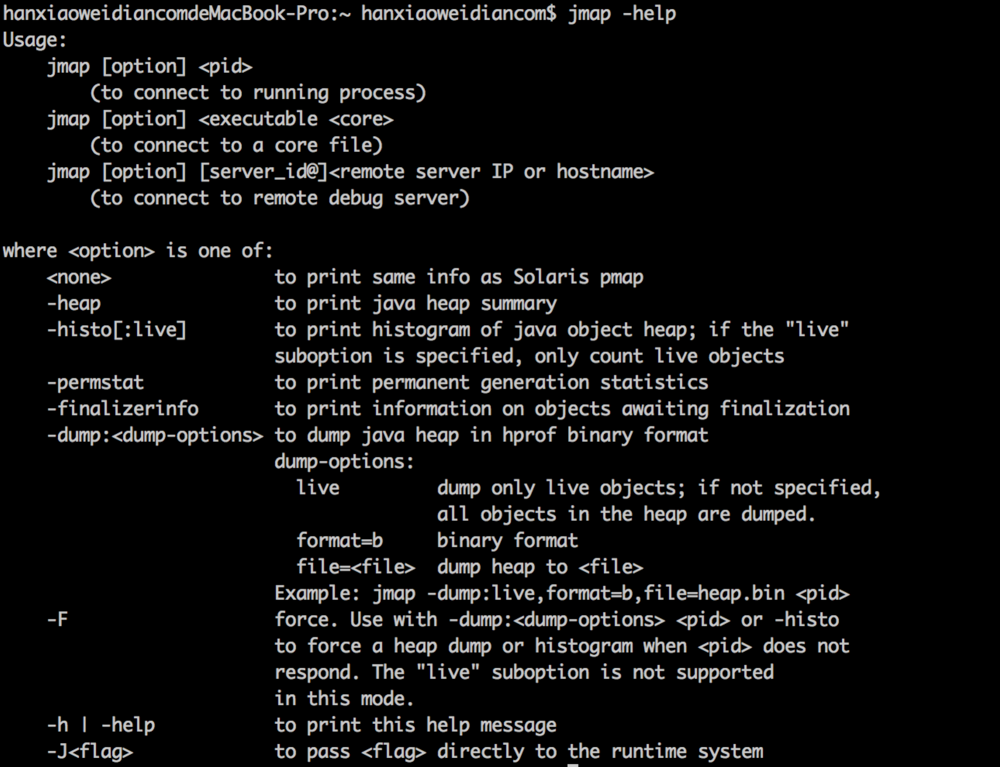 hanxiaoweidiancomdeMacBook-Pro:~ hanxiaoweidiancom$ jmap -help
Usage:
    jmap [option] <pid>
        (to connect to running process)
    jmap [option] <executable <core>
        (to connect to a core file)
    jmap [option] [server_id@]<remote server IP or hostname>
        (to connect to remote debug server)

where <option> is one of:
    <none>               to print same info as Solaris pmap
    -heap                to print java heap summary
    -histo[:live]        to print histogram of java object heap; if the "live"
                         suboption is specified, only count live objects
    -permstat            to print permanent generation statistics
    -finalizerinfo       to print information on objects awaiting finalization
    -dump:<dump-options> to dump java heap in hprof binary format
                         dump-options:
                           live         dump only live objects; if not specified,
                                        all objects in the heap are dumped.
                           format=b     binary format
                           file=<file>  dump heap to <file>
                         Example: jmap -dump:live,format=b,file=heap.bin <pid>
    -F                   force. Use with -dump:<dump-options> <pid> or -histo
                         to force a heap dump or histogram when <pid> does not
                         respond. The "live" suboption is not supported
                         in this mode.
    -h | -help           to print this help message
    -J<flag>             to pass <flag> directly to the runtime system